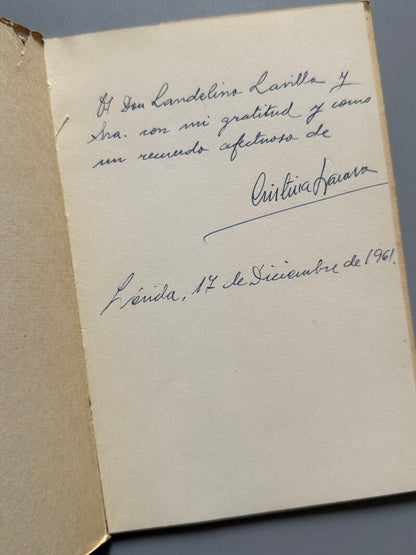 A Don Landelino Lavilla y
Sra. con mi gratitud y como
un recuerdo afectuoso de
Cristina Lacasa
Lérida, 17 de Diciembre de 1961.